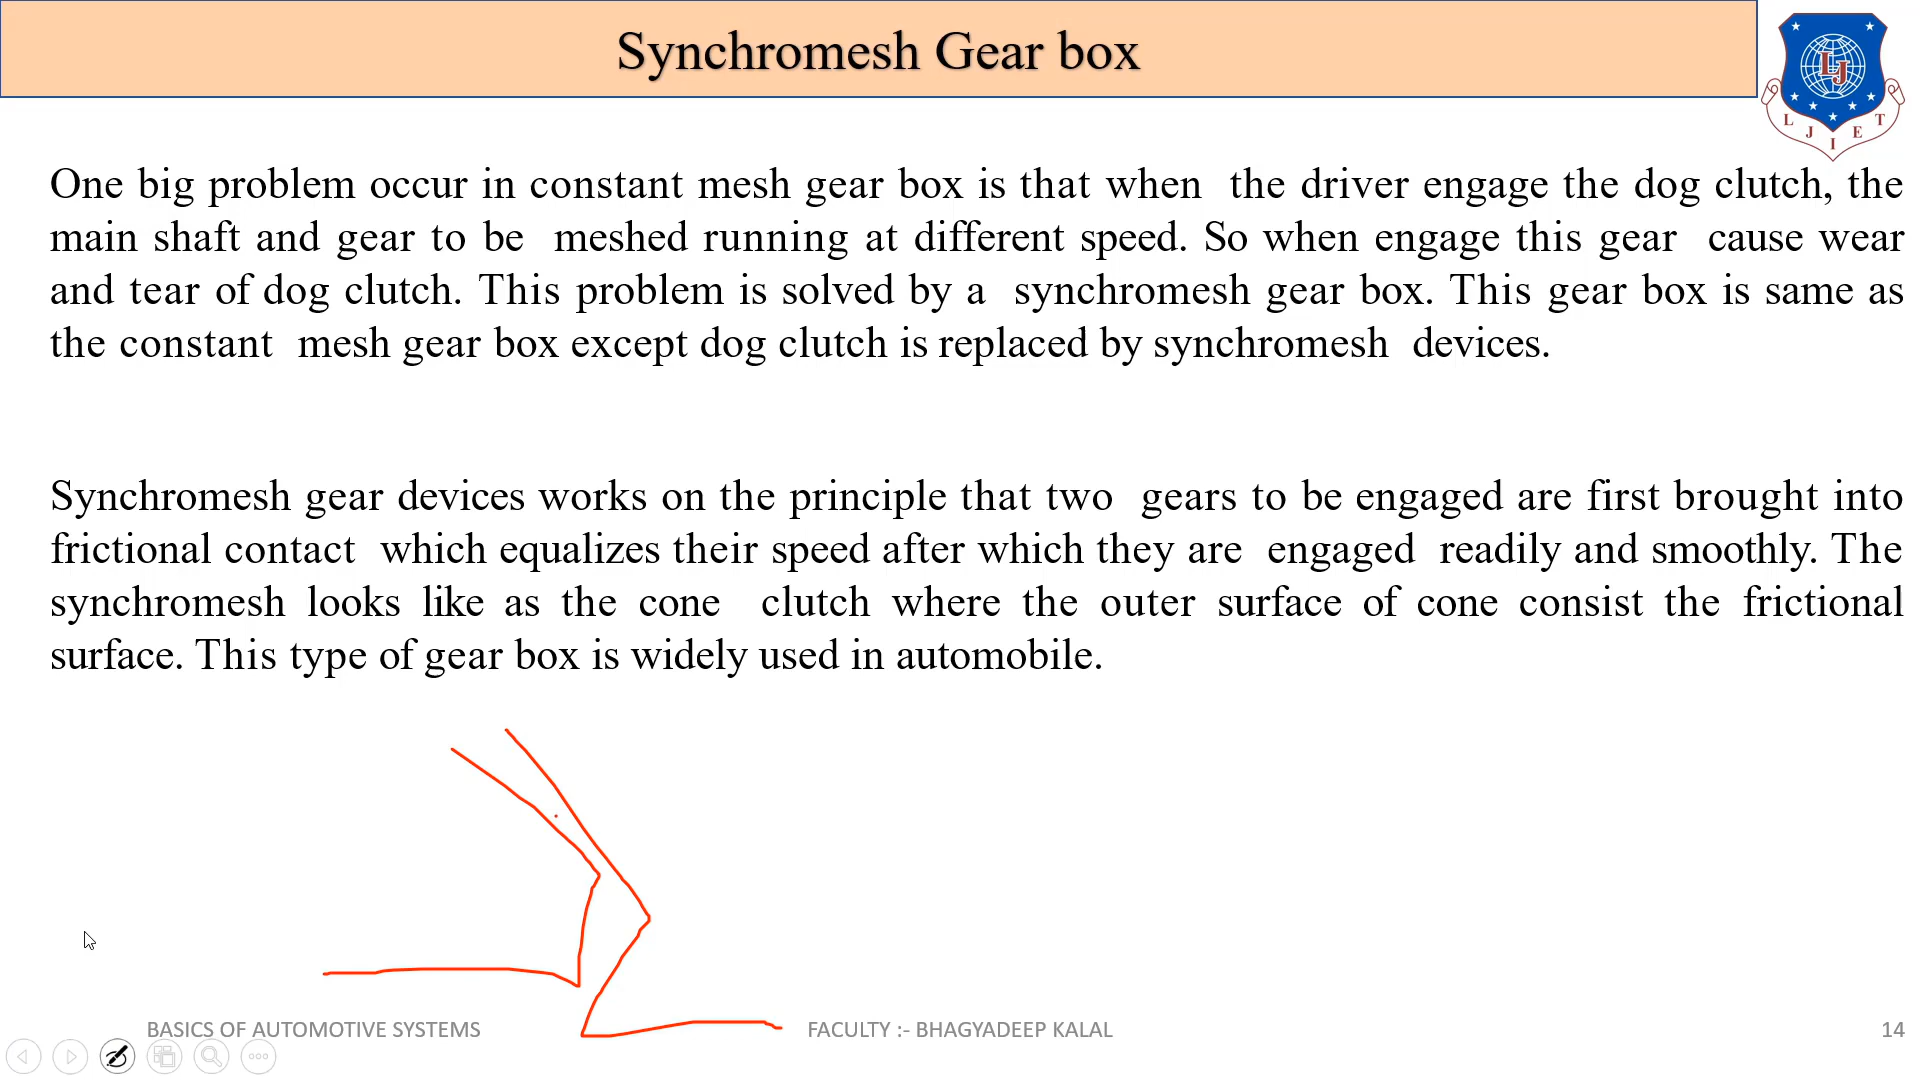 Synchromesh Gear box
LJ
L J I E T
One big problem occur in constant mesh gear box is that when the driver engage the dog clutch, the
main shaft and gear to be meshed running at different speed. So when engage this gear cause wear
and tear of dog clutch. This problem is solved by a synchromesh gear box. This gear box is same as
the constant mesh gear box except dog clutch is replaced by synchromesh devices.
Synchromesh gear devices works on the principle that two gears to be engaged are first brought into
frictional contact which equalizes their speed after which they are engaged readily and smoothly. The
synchromesh looks like as the cone clutch where the outer surface of cone consist the frictional
surface. This type of gear box is widely used in automobile.
BASICS OF AUTOMOTIVE SYSTEMS FACULTY :- BHAGYADEEP KALAL 14